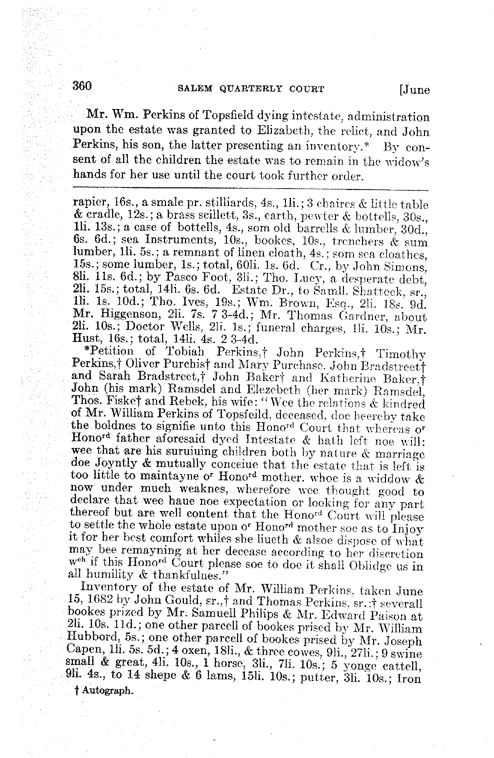 360 SALEM QUARTERLY COURT [June
Mr. Wm. Perkins of Topsfield dying intestate, administration
upon the estate was granted to Elizabeth, the relict, and John
Perkins, his son, the latter presenting an inventory.* By con-
sent of all the children the estate was to remain in the widow's
hands for her use until the court took further order.
rapier, 16s., a smale pr. stilliards, 4s., 1li.; 3 chaires & little table
& cradle, 12s.; a brass scillett, 3s., earth, pewter & bottells, 30s.,
1li. 13s.; a case of bottells, 4s., som old barrells & lumber, 30d.,
6s. 6d.; sea Instruments, 10s., bookes, 10s., trenchers & sum
lumber, 1li. 5s.; a remnant of linen cloath, 4s.; som sea cloathes,
15s.; some lumber, 1s.; total, 60li. 1s. 6d. Cr., by John Simons,
8li. 11s. 6d.; by Pasco Foot, 3li.; Tho. Lucy, a desperate debt,
2li. 15s.; total, 14li. 6s. 6d. Estate Dr., to Samll. Shattock, sr.,
1li. 1s. 10d.; Tho. Ives, 19s.; Wm. Brown, Esq., 2li. 18s. 9d.
Mr. Higgenson, 2li. 7s. 7 3-4d.; Mr. Thomas Gardner, about
2li. 10s.; Doctor Wells, 2li. 1s.; funeral charges, 1li. 10s.; Mr.
Hust, 16s.; total, 14li. 4s. 2 3-4d.
*Petition of Tobiah Perkins,† John Perkins,† Timothy
Perkins,† Oliver Purchis† and Mary Purchase, John Bradstreet†
and Sarah Bradstreet,† John Baker† and Katherine Baker,†
John (his mark) Ramsdel and Elezebeth (her mark) Ramsdel,
Thos. Fiske† and Rebek, his wife: "Wee the relations & kindred
of Mr. William Perkins of Topsfeild, deceased, doe heereby take
the boldnes to signifie unto this Honord Court that whereas or
Honord father aforesaid dyed Intestate & hath left noe will:
wee that are his suruiuing children both by nature & marriage
doe Joyntly & mutually conceiue that the estate that is left is
too little to maintayne or Honord mother, whoe is a widdow &
now under much weaknes, wherefore wee thought good to
declare that wee haue noe expectation or looking for any part
thereof but are well content that the Honord Court will please
to settle the whole estate upon or Honord mother soe as to Injoy
it for her best comfort whiles she liueth & alsoe dispose of what
may bee remayning at her decease according to her discretion
wch if this Honord Court please soe to doe it shall Oblidge us in
all humility & thankfulnes."
Inventory of the estate of Mr. William Perkins, taken June
15, 1682 by John Gould, sr.,† and Thomas Perkins, sr.:† severall
bookes prized by Mr. Samuell Philips & Mr. Edward Paison at
2li. 10s. 11d.; one other parcell of bookes prised by Mr. William
Hubbord, 5s.; one other parcell of bookes prised by Mr. Joseph
Capen, 1li. 5s. 5d.; 4 oxen, 18li., & three cowes, 9li., 27li.; 9 swine
small & great, 4li. 10s., 1 horse, 3li., 7li. 10s.; 5 yonge cattell,
9li. 4s., to 14 shepe & 6 lams, 15li. 10s.; putter, 3li. 10s.; Iron
† Autograph.